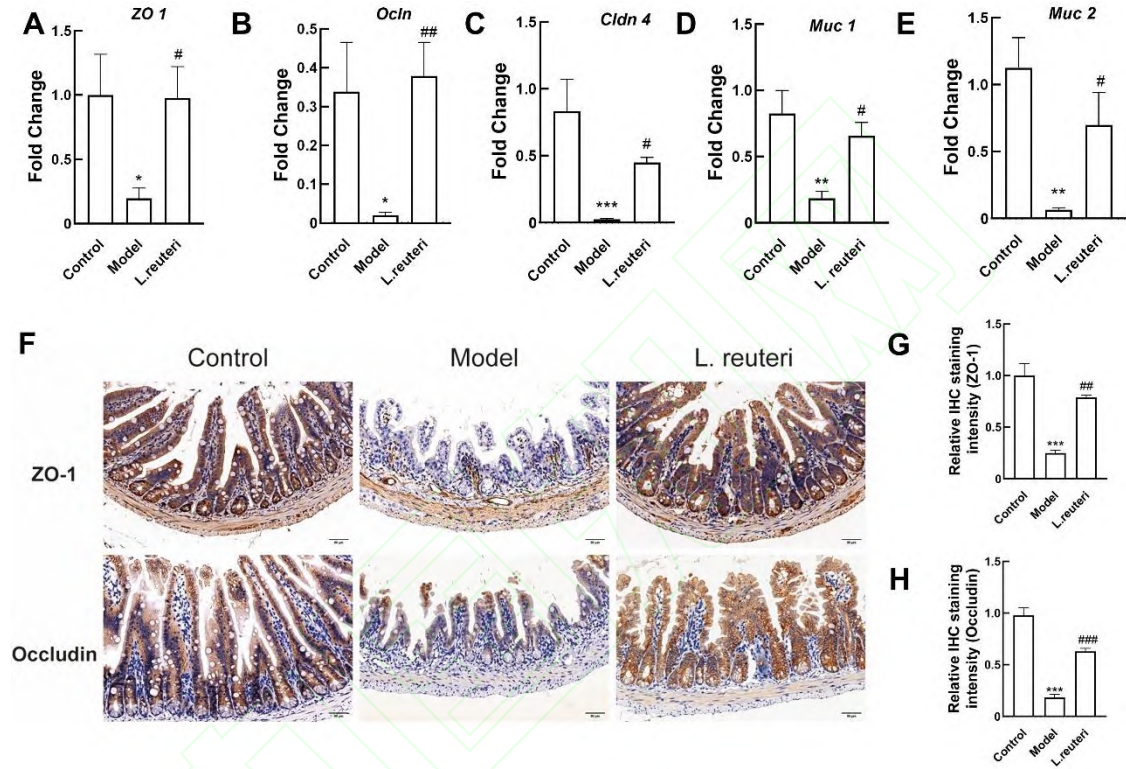 A
ZO 1
Fold Change
1.5
1.0
0.5
0
*
#
Control
Model
L.reuteri
B
Ocln
Fold Change
0.5
0.4
0.3
0.2
0.1
0
*
##
Control
Model
L.reuteri
C
Cldn 4
Fold Change
1.5
1.0
0.5
0
***
#
Control
Model
L.reuteri
D
Muc 1
Fold Change
1.5
1.0
0.5
0
**
#
Control
Model
L. reuteri
E
Muc 2
Fold Change
1.5
1.0
0.5
0
**
#
Control
Model
L.reuteri
F
Control
Model
L. reuteri
ZO-1
Occludin
G
Relative IHC staining
intensity (ZO-1)
1.5
1.0
0.5
0
***
##
Control
Model
L.reuteri
H
Relative IHC staining
intensity (Occludin)
1.5
1.0
0.5
0
***
###
Control
Model
L.reuteri